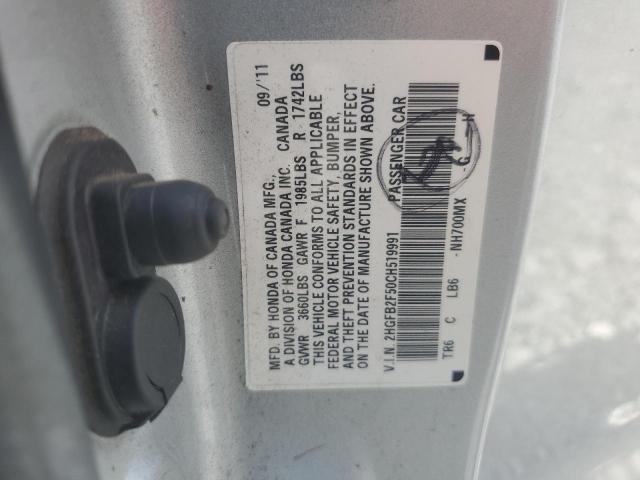 MFD. BY HONDA OF CANADA MFG., 09/'11
A DIVISION OF HONDA CANADA INC. CANADA
GVWR 3660LBS GAWR F 1985LBS R 1742LBS
THIS VEHICLE CONFORMS TO ALL APPLICABLE
FEDERAL MOTOR VEHICLE SAFETY, BUMPER,
AND THEFT PREVENTION STANDARDS IN EFFECT
ON THE DATE OF MANUFACTURE SHOWN ABOVE.
V.I.N. 2HGFB2F50CH519991 PASSENGER CAR
G H
TR6 C LB6 -NH700MX